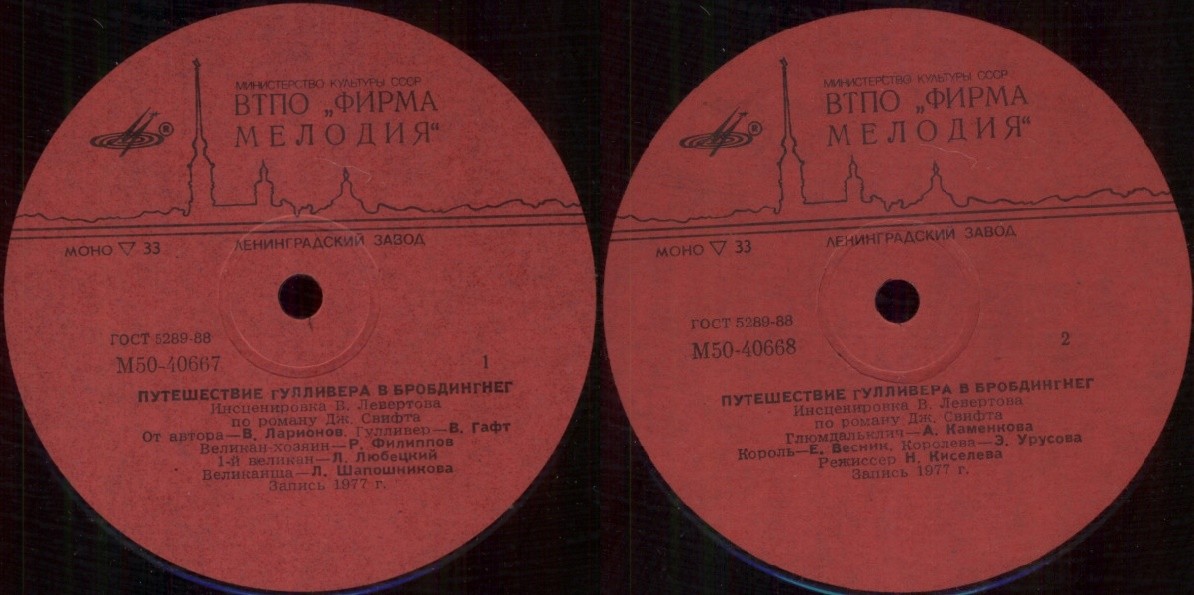 МИНИСТЕРСТВО КУЛЬТУРЫ СССР
ВТПО „ФИРМА
МЕЛОДИЯ“
®
МОНО ▽ 33
ЛЕНИНГРАДСКИЙ ЗАВОД
ГОСТ 5289-88
М50-40667
1
ПУТЕШЕСТВИЕ ГУЛЛИВЕРА В БРОБДИНГНЕГ
Инсценировка В. Левертова
по роману Дж. Свифта
От автора—В. Ларионов. Гулливер—В. Гафт
Великан-хозяин—Р. Филиппов
1-й великан—Л. Любецкий
Великанша—Л. Шапошникова
Запись 1977 г.
МИНИСТЕРСТВО КУЛЬТУРЫ СССР
ВТПО „ФИРМА
МЕЛОДИЯ“
®
МОНО ▽ 33
ЛЕНИНГРАДСКИЙ ЗАВОД
ГОСТ 5289-88
М50-40668
2
ПУТЕШЕСТВИЕ ГУЛЛИВЕРА В БРОБДИНГНЕГ
Инсценировка В. Левертова
по роману Дж. Свифта
Глюмдальклич—А. Каменкова
Король—Е. Весник, Королева—Э. Урусова
Режиссер Н. Киселева
Запись 1977 г.